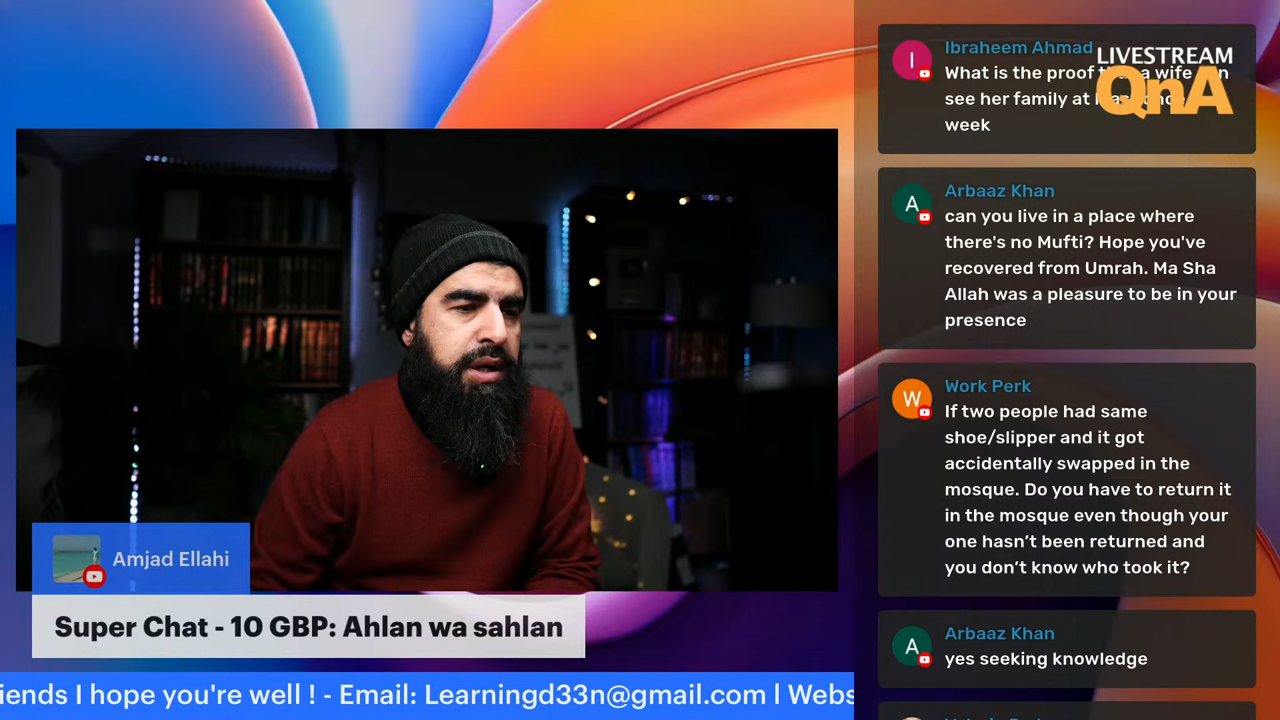 Ibraheem Ahmad
What is the proof a wife
see her family at
week
LIVESTREAM
QnA
Arbaaz Khan
can you live in a place where
there's no Mufti? Hope you've
recovered from Umrah. Ma Sha
Allah was a pleasure to be in your
presence
Work Perk
If two people had same
shoe/slipper and it got
accidentally swapped in the
mosque. Do you have to return it
in the mosque even though your
one hasn’t been returned and
you don’t know who took it?
Arbaaz Khan
yes seeking knowledge
Amjad Ellahi
Super Chat - 10 GBP: Ahlan wa sahlan
iends I hope you're well ! - Email: Learningd33n@gmail.com l Webs